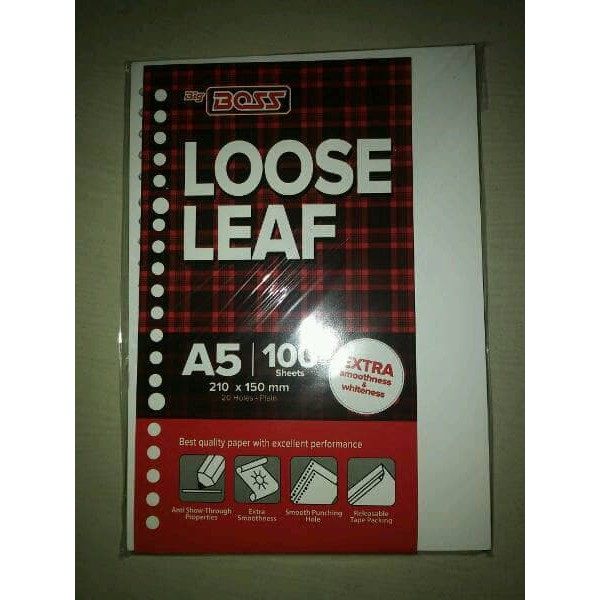 Big BOSS
LOOSE
LEAF
A5 | 100
Sheets
210 x 150 mm
20 Holes - Plain
EXTRA
smoothness
&
whiteness
Best quality paper with excellent performance
Anti Show Through
Properties
Extra
Smoothness
Smooth Punching
Hole
Releasable
Tape Packing